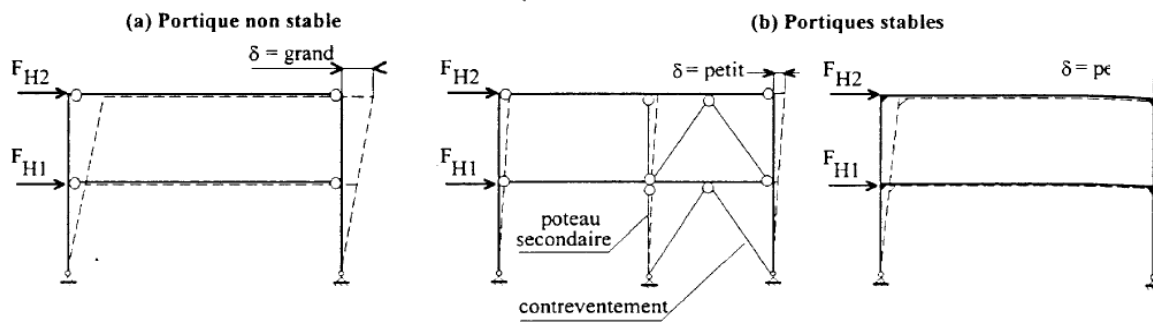 (a) Portique non stable
(b) Portiques stables
δ = grand
δ = petit
F_H2
F_H2
F_H2
F_H1
F_H1
F_H1
poteau
secondaire
contreventement